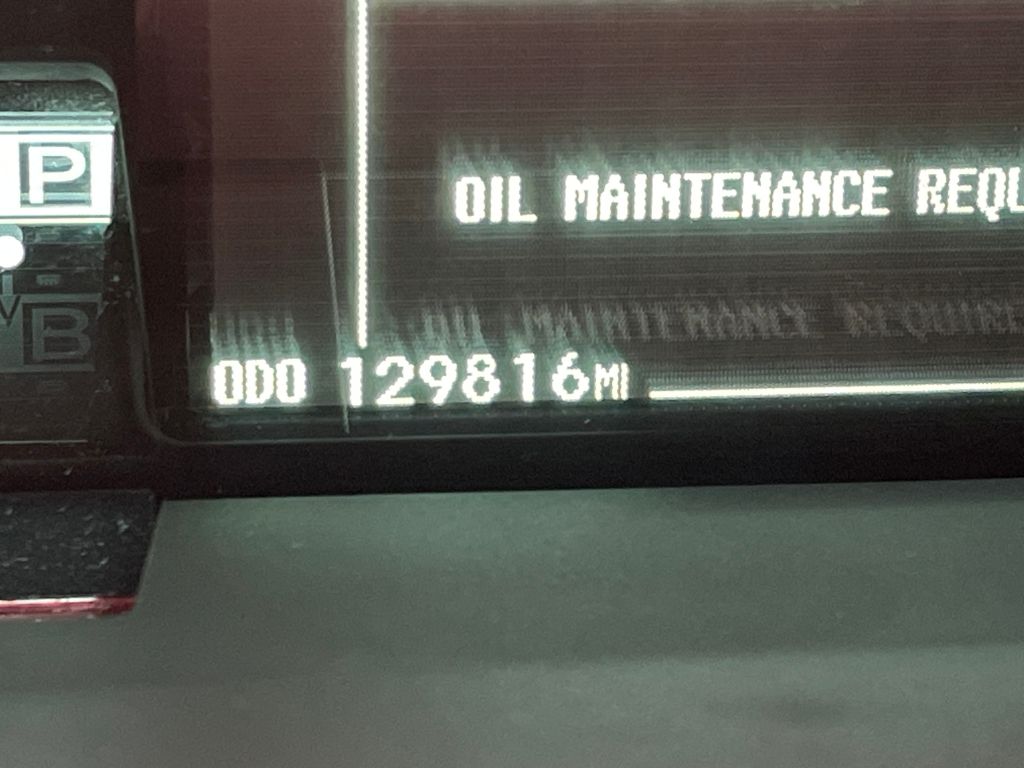 P
OIL MAINTENANCE REQU
B
ODO 129816MI